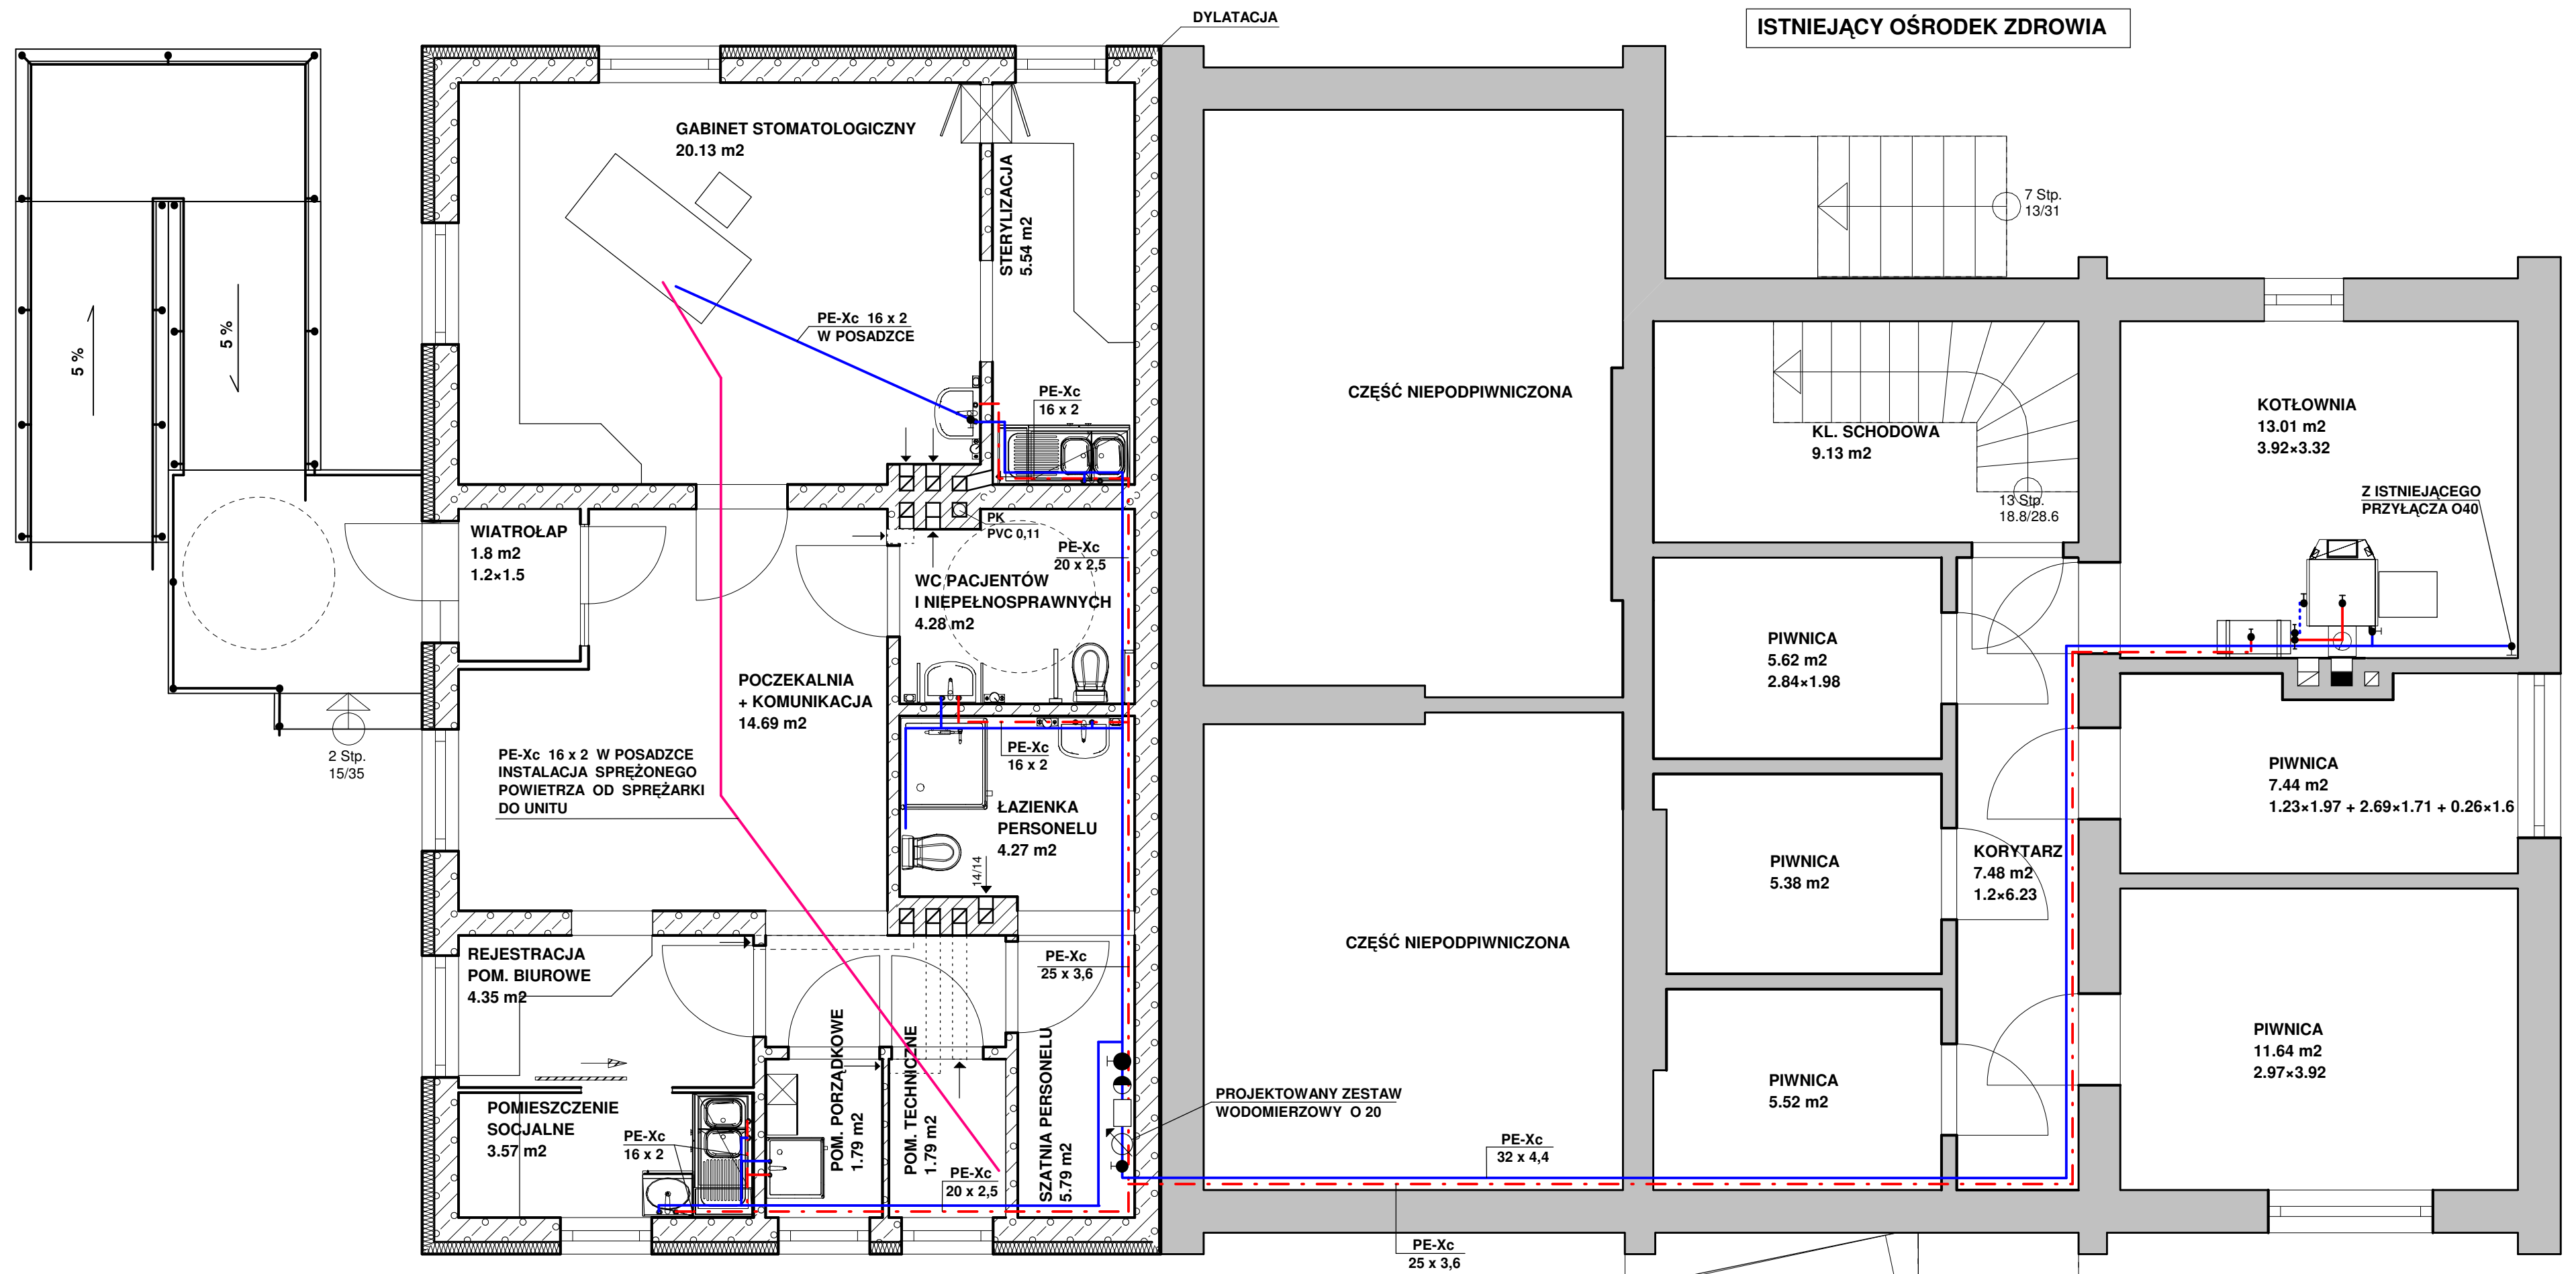 DYLATACJA
ISTNIEJĄCY OŚRODEK ZDROWIA
GABINET STOMATOLOGICZNY
20.13 m2
STERYLIZACJA
5.54 m2
7 Stp.
13/31
5 %
5 %
PE-Xc 16 x 2
W POSADZCE
PE-Xc
16 x 2
CZĘŚĆ NIEPODPIWNICZONA
KL. SCHODOWA
9.13 m2
KOTŁOWNIA
13.01 m2
3.92×3.32
13 Stp.
18.8/28.6
Z ISTNIEJĄCEGO
PRZYŁĄCZA O40
WIATROŁAP
1.8 m2
1.2×1.5
PK
PVC 0,11
PE-Xc
20 x 2,5
WC PACJENTÓW
I NIEPEŁNOSPRAWNYCH
4.28 m2
PIWNICA
5.62 m2
2.84×1.98
POCZEKALNIA
+ KOMUNIKACJA
14.69 m2
2 Stp.
15/35
PE-Xc 16 x 2 W POSADZCE
INSTALACJA SPRĘŻONEGO
POWIETRZA OD SPRĘŻARKI
DO UNITU
PE-Xc
16 x 2
PIWNICA
7.44 m2
1.23×1.97 + 2.69×1.71 + 0.26×1.6
ŁAZIENKA
PERSONELU
4.27 m2
14/14
PIWNICA
5.38 m2
KORYTARZ
7.48 m2
1.2×6.23
REJESTRACJA
POM. BIUROWE
4.35 m2
PE-Xc
25 x 3,6
CZĘŚĆ NIEPODPIWNICZONA
PIWNICA
11.64 m2
2.97×3.92
PIWNICA
5.52 m2
POMIESZCZENIE
SOCJALNE
3.57 m2
PE-Xc
16 x 2
POM. PORZĄDKOWE
1.79 m2
POM. TECHNICZNE
1.79 m2
PE-Xc
20 x 2,5
SZATNIA PERSONELU
5.79 m2
PROJEKTOWANY ZESTAW
WODOMIERZOWY O 20
PE-Xc
32 x 4,4
PE-Xc
25 x 3,6